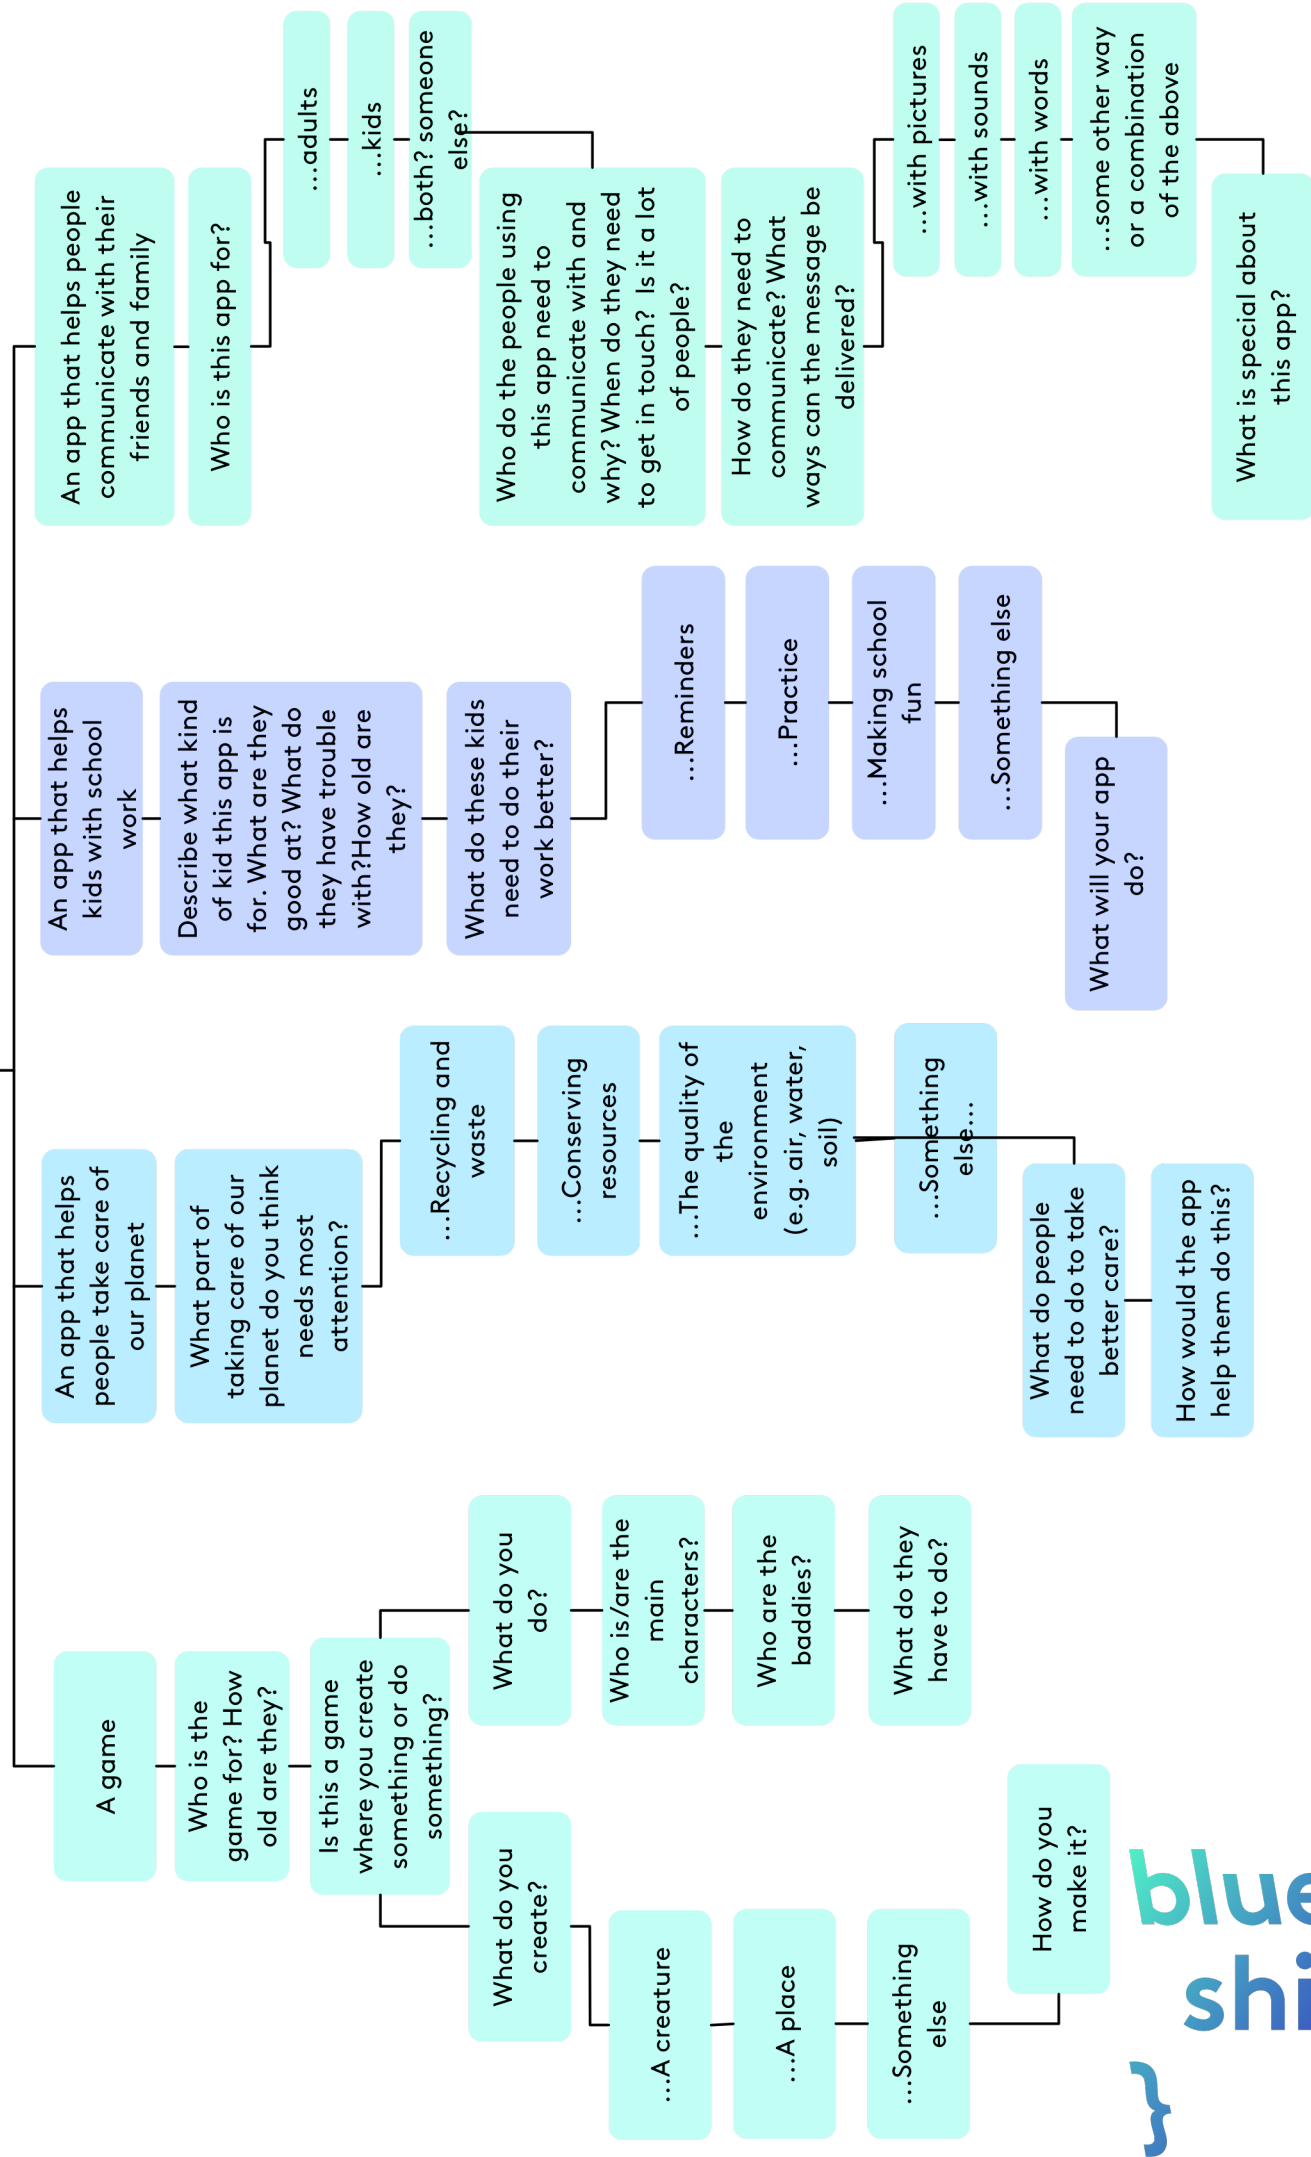 A game
Who is the
game for? How
old are they?
Is this a game
where you create
something or do
something?
What do you
create?
...A creature
...A place
...Something
else
How do you
make it?
What do you
do?
Who is/are the
main
characters?
Who are the
baddies?
What do they
have to do?
An app that helps
people take care of
our planet
What part of
taking care of our
planet do you think
needs most
attention?
...Recycling and
waste
...Conserving
resources
...The quality of
the
environment
(e.g. air, water,
soil)
...Something
else...
What do people
need to do to take
better care?
How would the app
help them do this?
An app that helps
kids with school
work
Describe what kind
of kid this app is
for. What are they
good at? What do
they have trouble
with?How old are
they?
What do these kids
need to do their
work better?
...Reminders
...Practice
...Making school
fun
...Something else
What will your app
do?
An app that helps people
communicate with their
friends and family
Who is this app for?
...adults
...kids
...both? someone
else?
Who do the people using
this app need to
communicate with and
why? When do they need
to get in touch? Is it a lot
of people?
How do they need to
communicate? What
ways can the message be
delivered?
...with pictures
...with sounds
...with words
...some other way
or a combination
of the above
What is special about
this app?
blue
shi
}